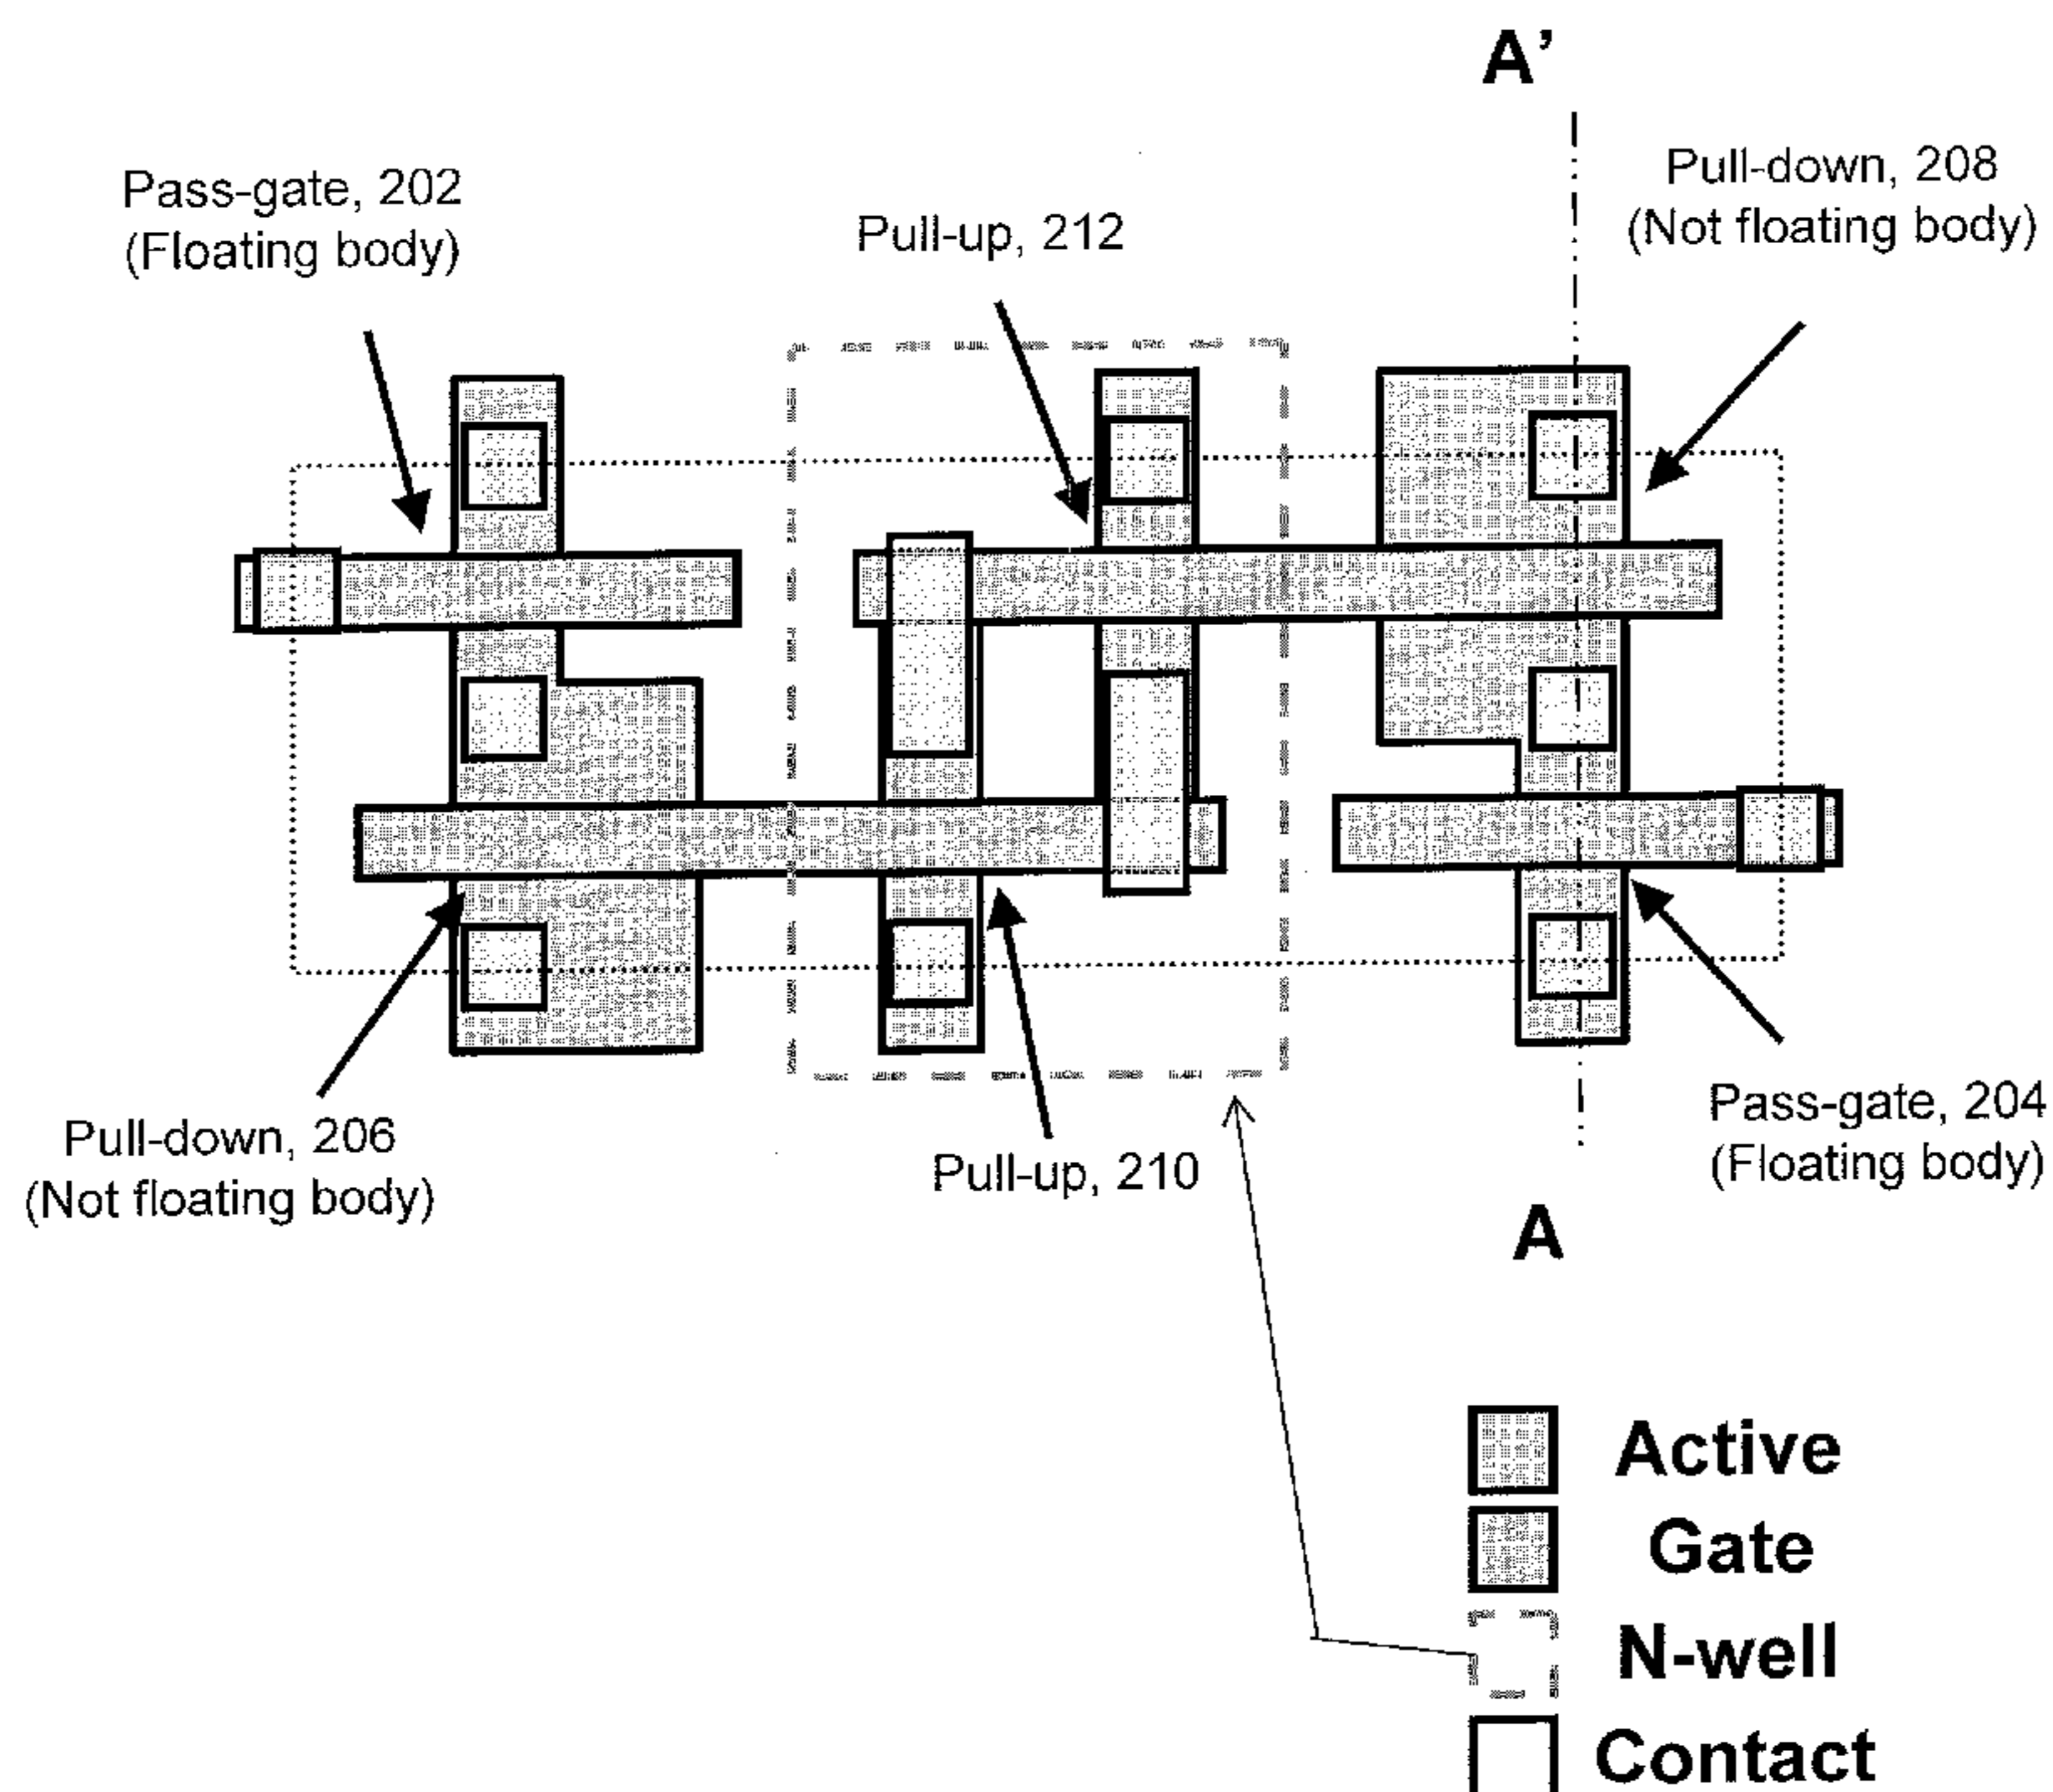 A’
Pass-gate, 202
(Floating body)
Pull-up, 212
Pull-down, 208
(Not floating body)
Pull-down, 206
(Not floating body)
Pull-up, 210
Pass-gate, 204
(Floating body)
A
Active
Gate
N-well
Contact